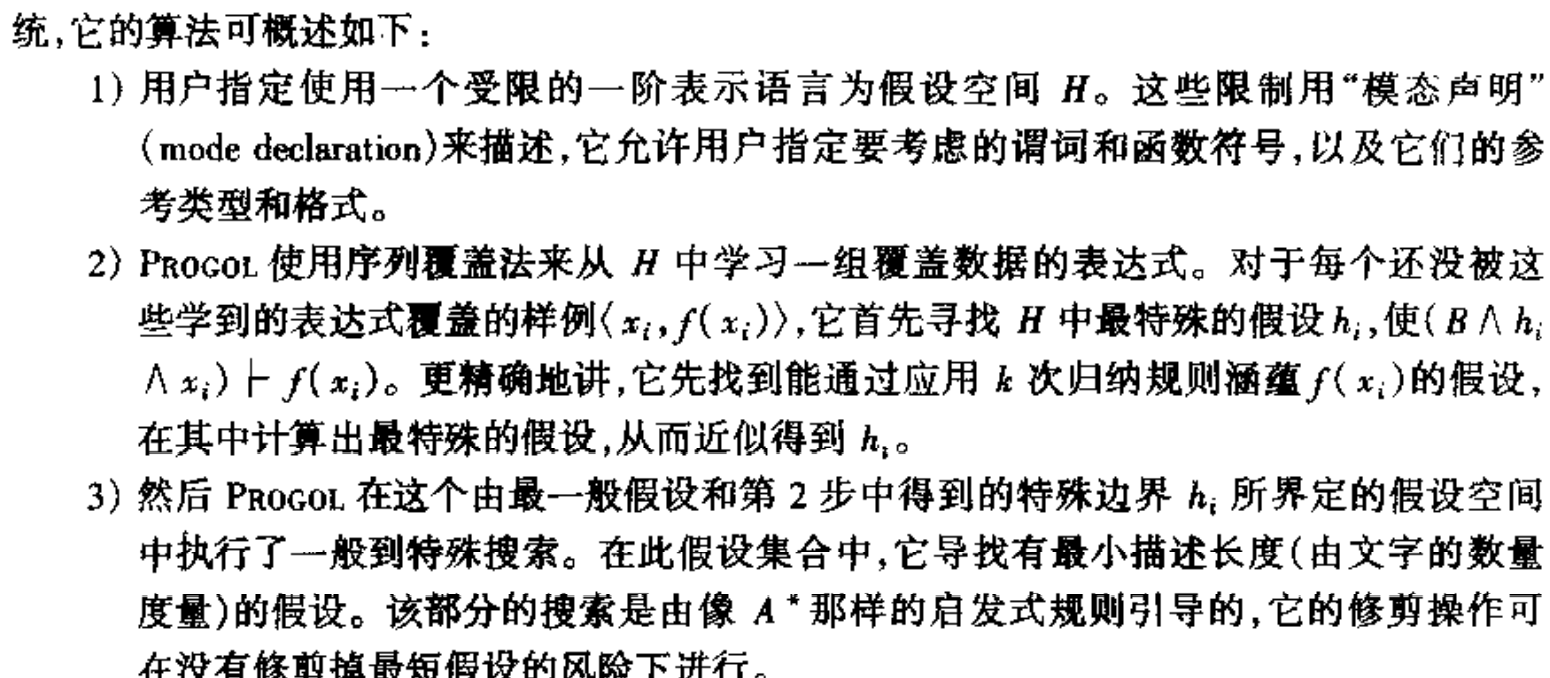 统,它的算法可概述如下:
1) 用户指定使用一个受限的一阶表示语言为假设空间 H。这些限制用“模态声明”
(mode declaration)来描述,它允许用户指定要考虑的谓词和函数符号,以及它们的参
考类型和格式。
2) PROGOL 使用序列覆盖法来从 H 中学习一组覆盖数据的表达式。对于每个还没被这
些学到的表达式覆盖的样例⟨x_i,f(x_i)⟩,它首先寻找 H 中最特殊的假设h_i,使(B∧h_i
∧x_i)⊢f(x_i)。更精确地讲,它先找到能通过应用 k 次归纳规则涵蕴f(x_i)的假设,
在其中计算出最特殊的假设,从而近似得到 h_i。
3) 然后 PROGOL 在这个由最一般假设和第 2 步中得到的特殊边界 h_i 所界定的假设空间
中执行了一般到特殊搜索。在此假设集合中,它导找有最小描述长度(由文字的数量
度量)的假设。该部分的搜索是由像 A*那样的启发式规则引导的,它的修剪操作可
在没有修剪掉最短假设的风险下进行。